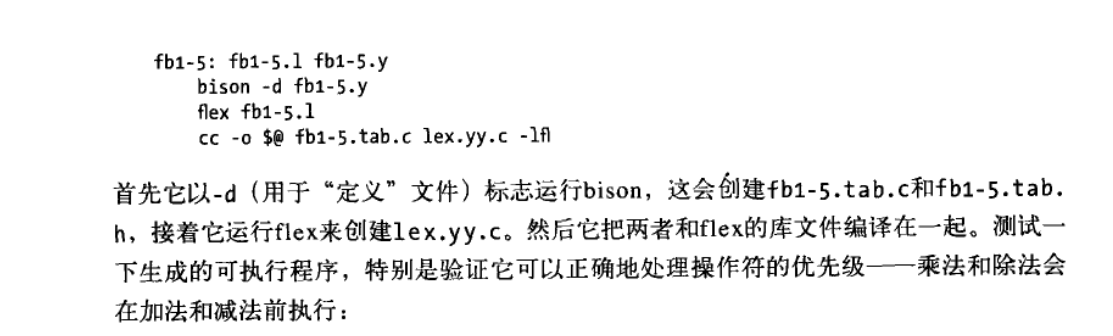 fb1-5: fb1-5.l fb1-5.y
bison -d fb1-5.y
flex fb1-5.l
cc -o $@ fb1-5.tab.c lex.yy.c -lfl
首先它以-d（用于“定义”文件）标志运行bison，这会创建fb1-5.tab.c和fb1-5.tab.
h，接着它运行flex来创建lex.yy.c。然后它把两者和flex的库文件编译在一起。测试一
下生成的可执行程序，特别是验证它可以正确地处理操作符的优先级——乘法和除法会
在加法和减法前执行：